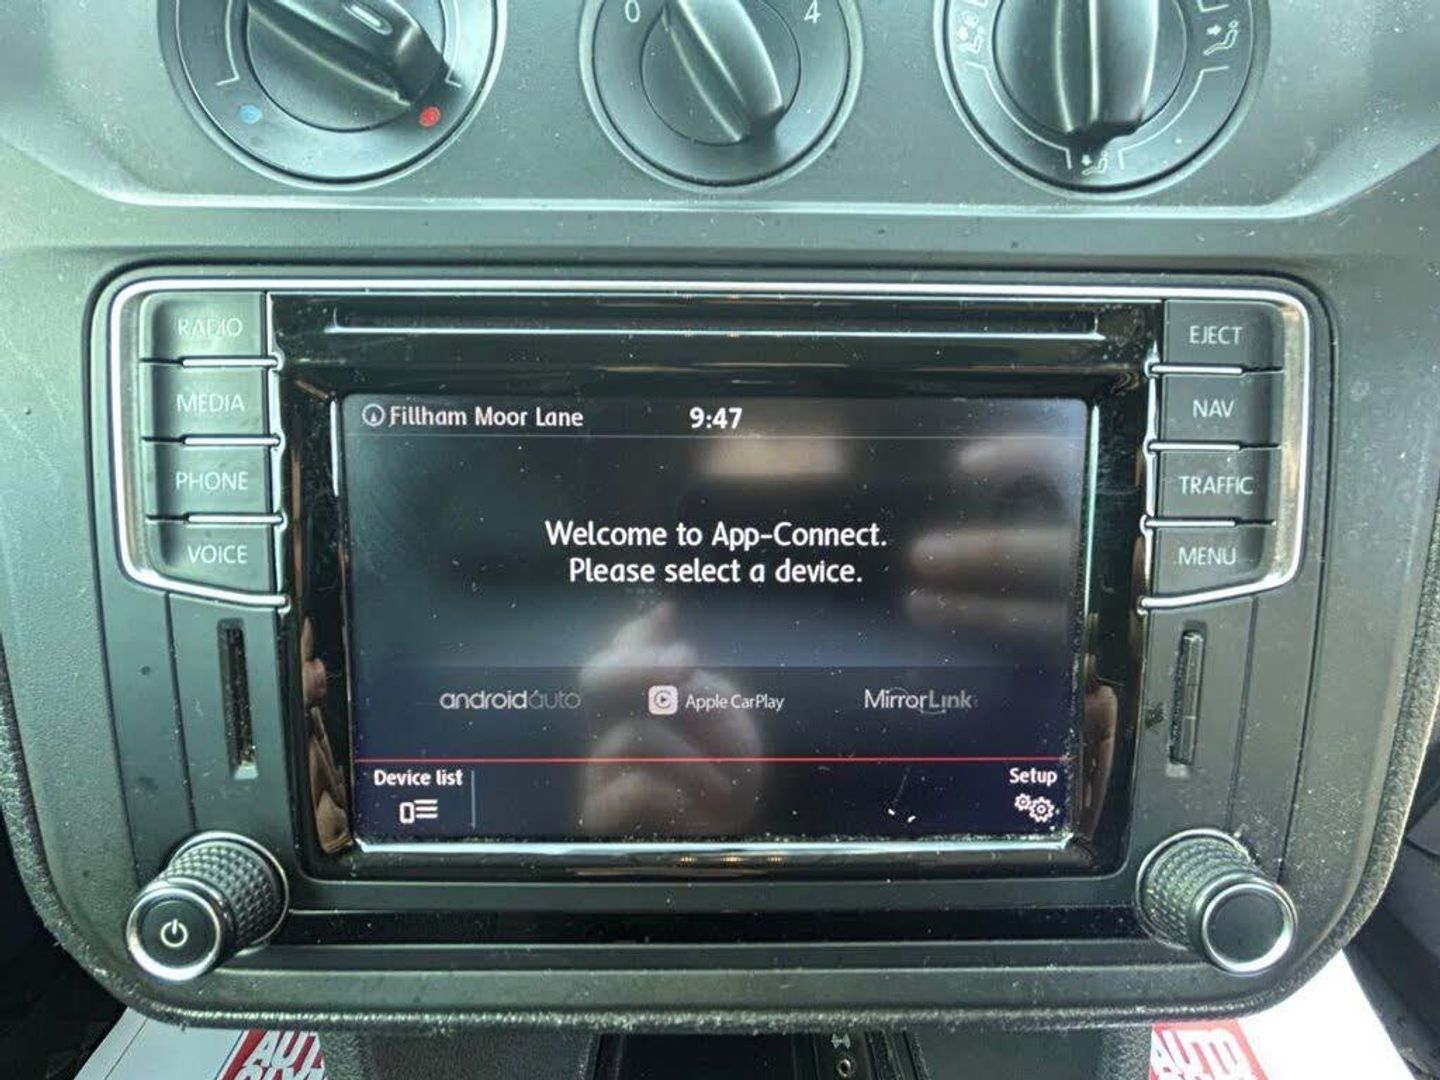 0 4
RADIO
EJECT
MEDIA
NAV
PHONE
TRAFFIC
VOICE
MENU
Fillham Moor Lane 9:47
Welcome to App-Connect.
Please select a device.
androidauto Apple CarPlay MirrorLink
Device list Setup
AUTO